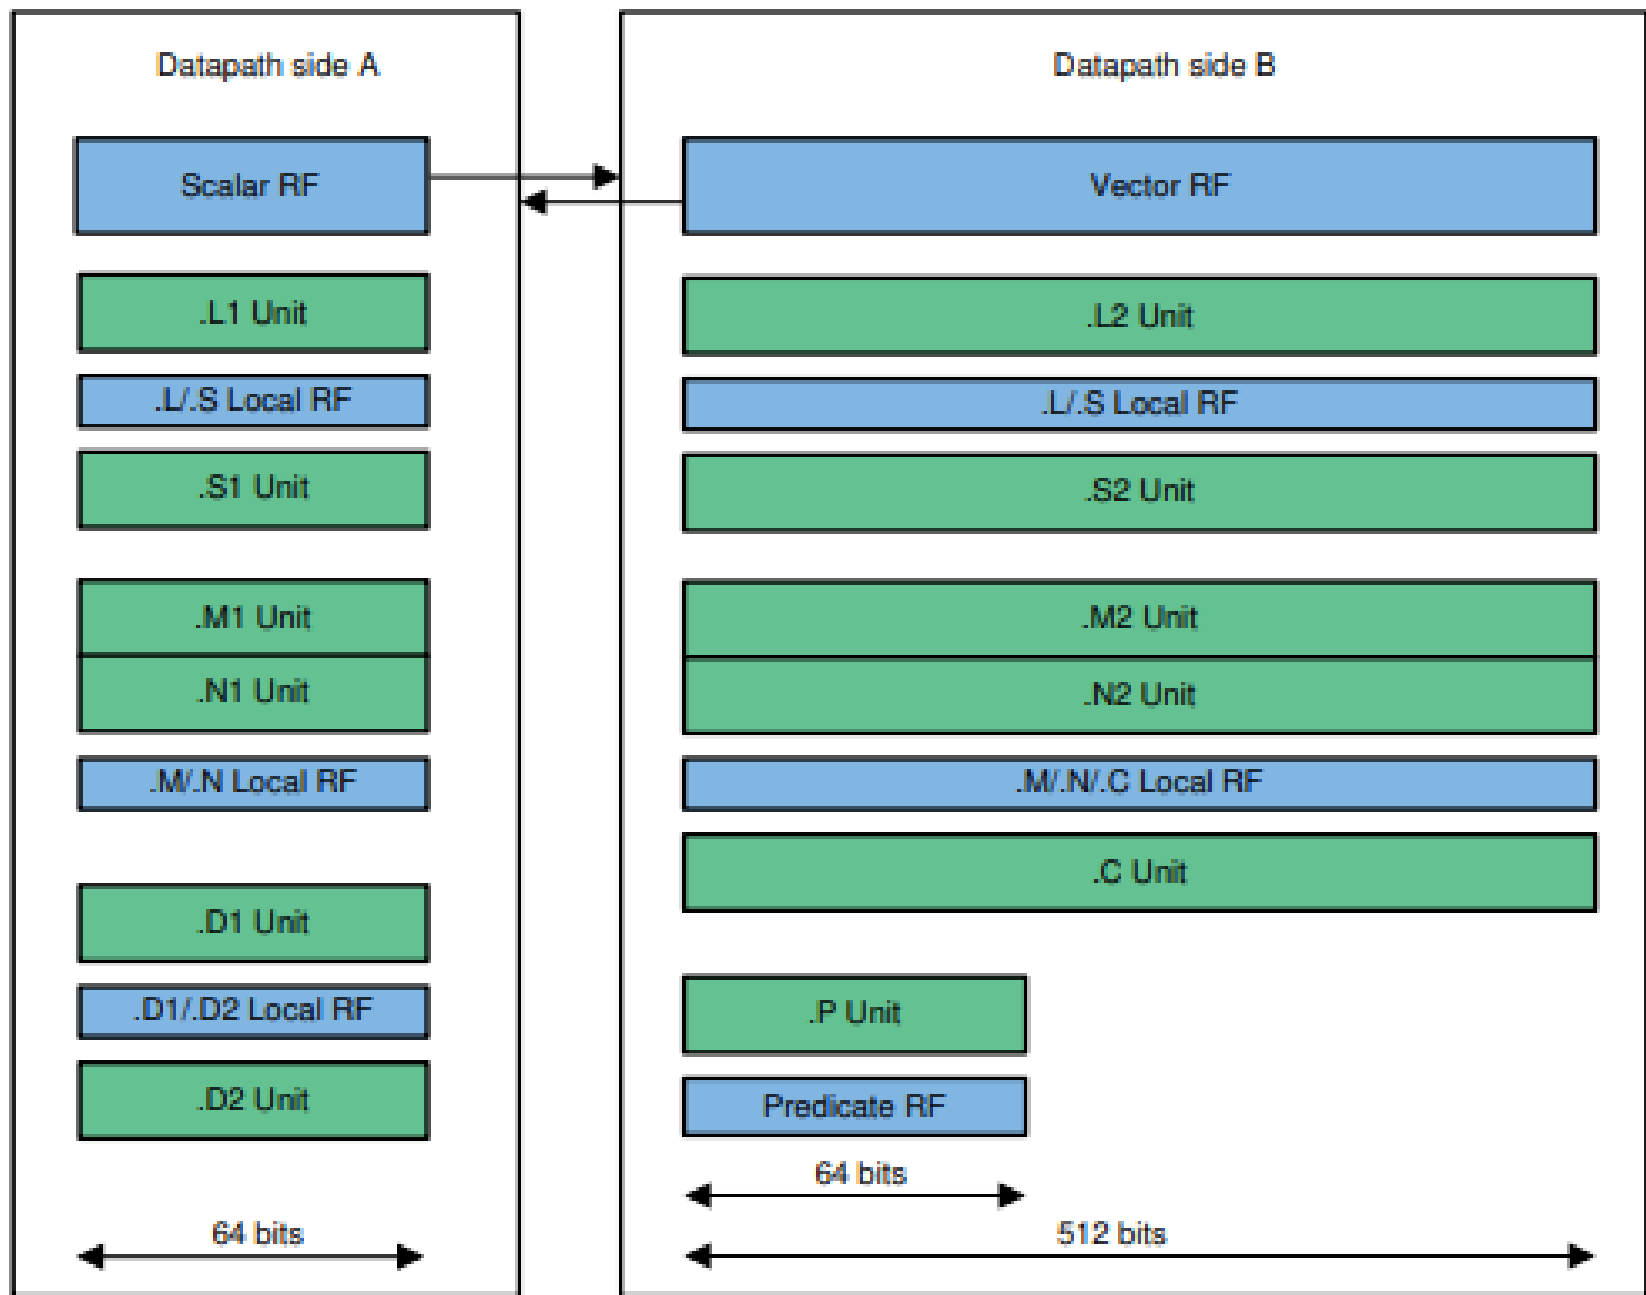 Datapath side A
Scalar RF
.L1 Unit
.L/.S Local RF
.S1 Unit
.M1 Unit
.N1 Unit
.M/.N Local RF
.D1 Unit
.D1/.D2 Local RF
.D2 Unit
64 bits
Datapath side B
Vector RF
.L2 Unit
.L/.S Local RF
.S2 Unit
.M2 Unit
.N2 Unit
.M/.N/.C Local RF
.C Unit
.P Unit
Predicate RF
64 bits
512 bits